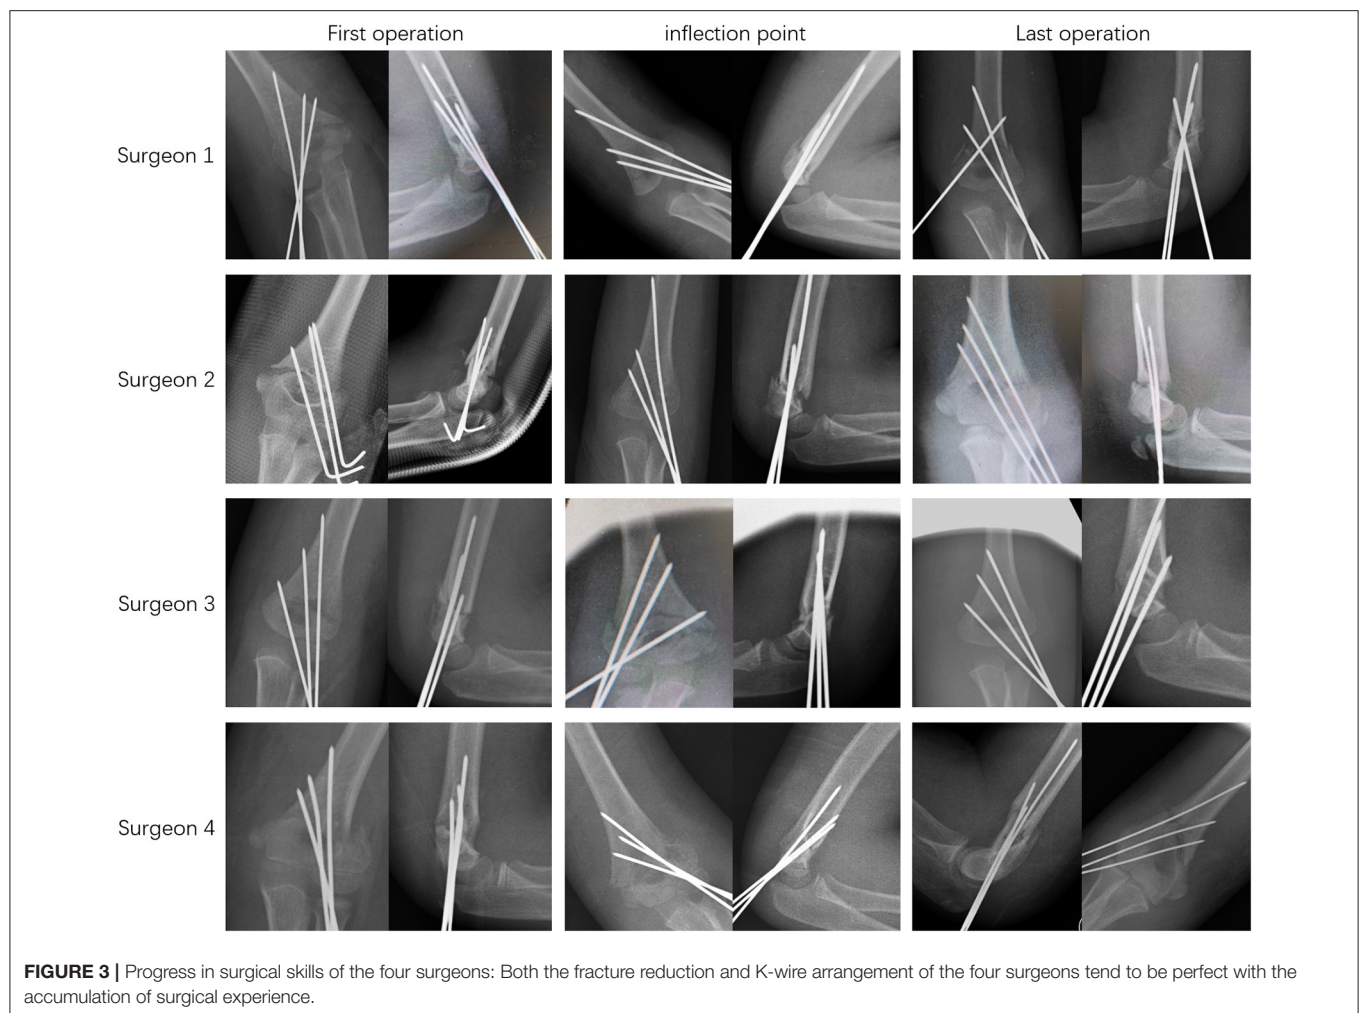 First operation
inflection point
Last operation
Surgeon 1
Surgeon 2
Surgeon 3
Surgeon 4
FIGURE 3 | Progress in surgical skills of the four surgeons: Both the fracture reduction and K-wire arrangement of the four surgeons tend to be perfect with the
accumulation of surgical experience.